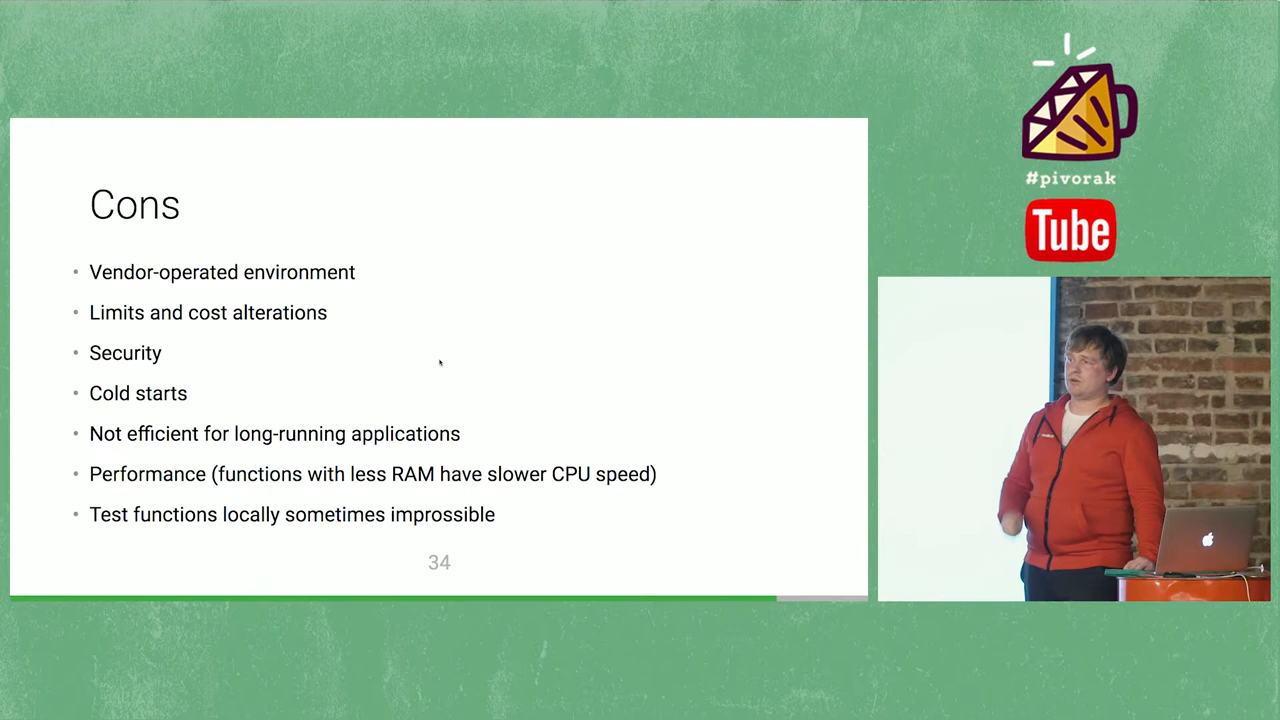 Cons
• Vendor-operated environment
• Limits and cost alterations
• Security
• Cold starts
• Not efficient for long-running applications
• Performance (functions with less RAM have slower CPU speed)
• Test functions locally sometimes improssible
34
#pivorak
Tube